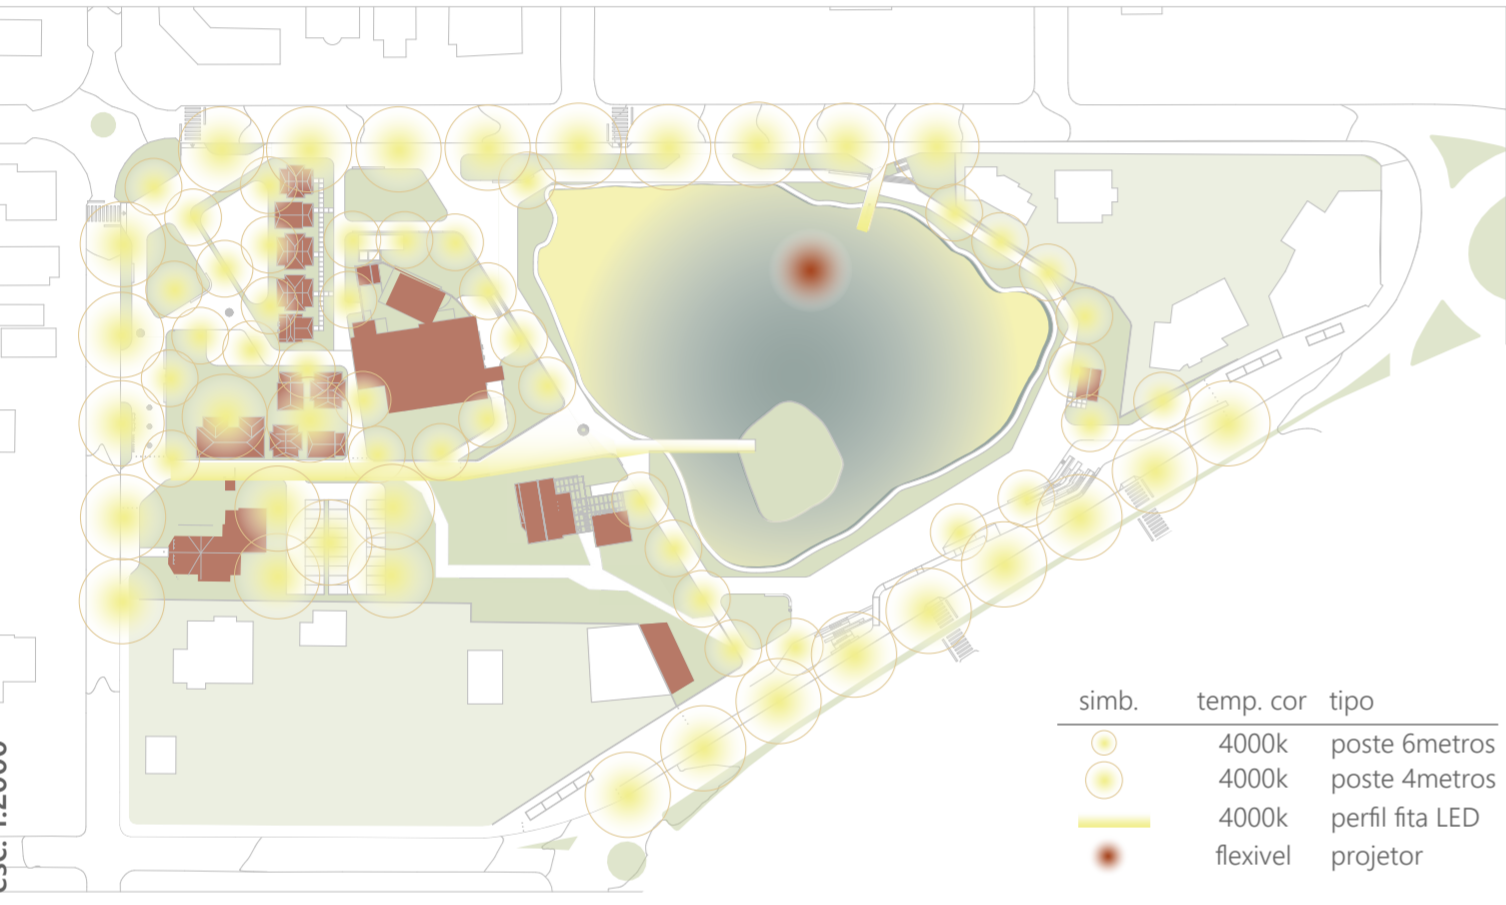 simb. temp. cor tipo
4000k poste 6metros
4000k poste 4metros
4000k perfil fita LED
flexivel projetor